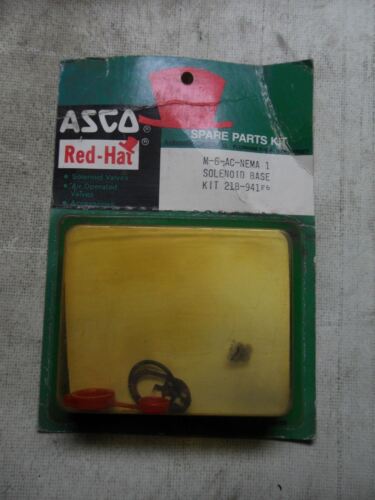 ASCO ®
Red-Hat ®
SPARE PARTS KIT
• Solenoid Valves
• Air Operated
Valves
M-6-AC-NEMA 1
SOLENOID BASE
KIT 218-941